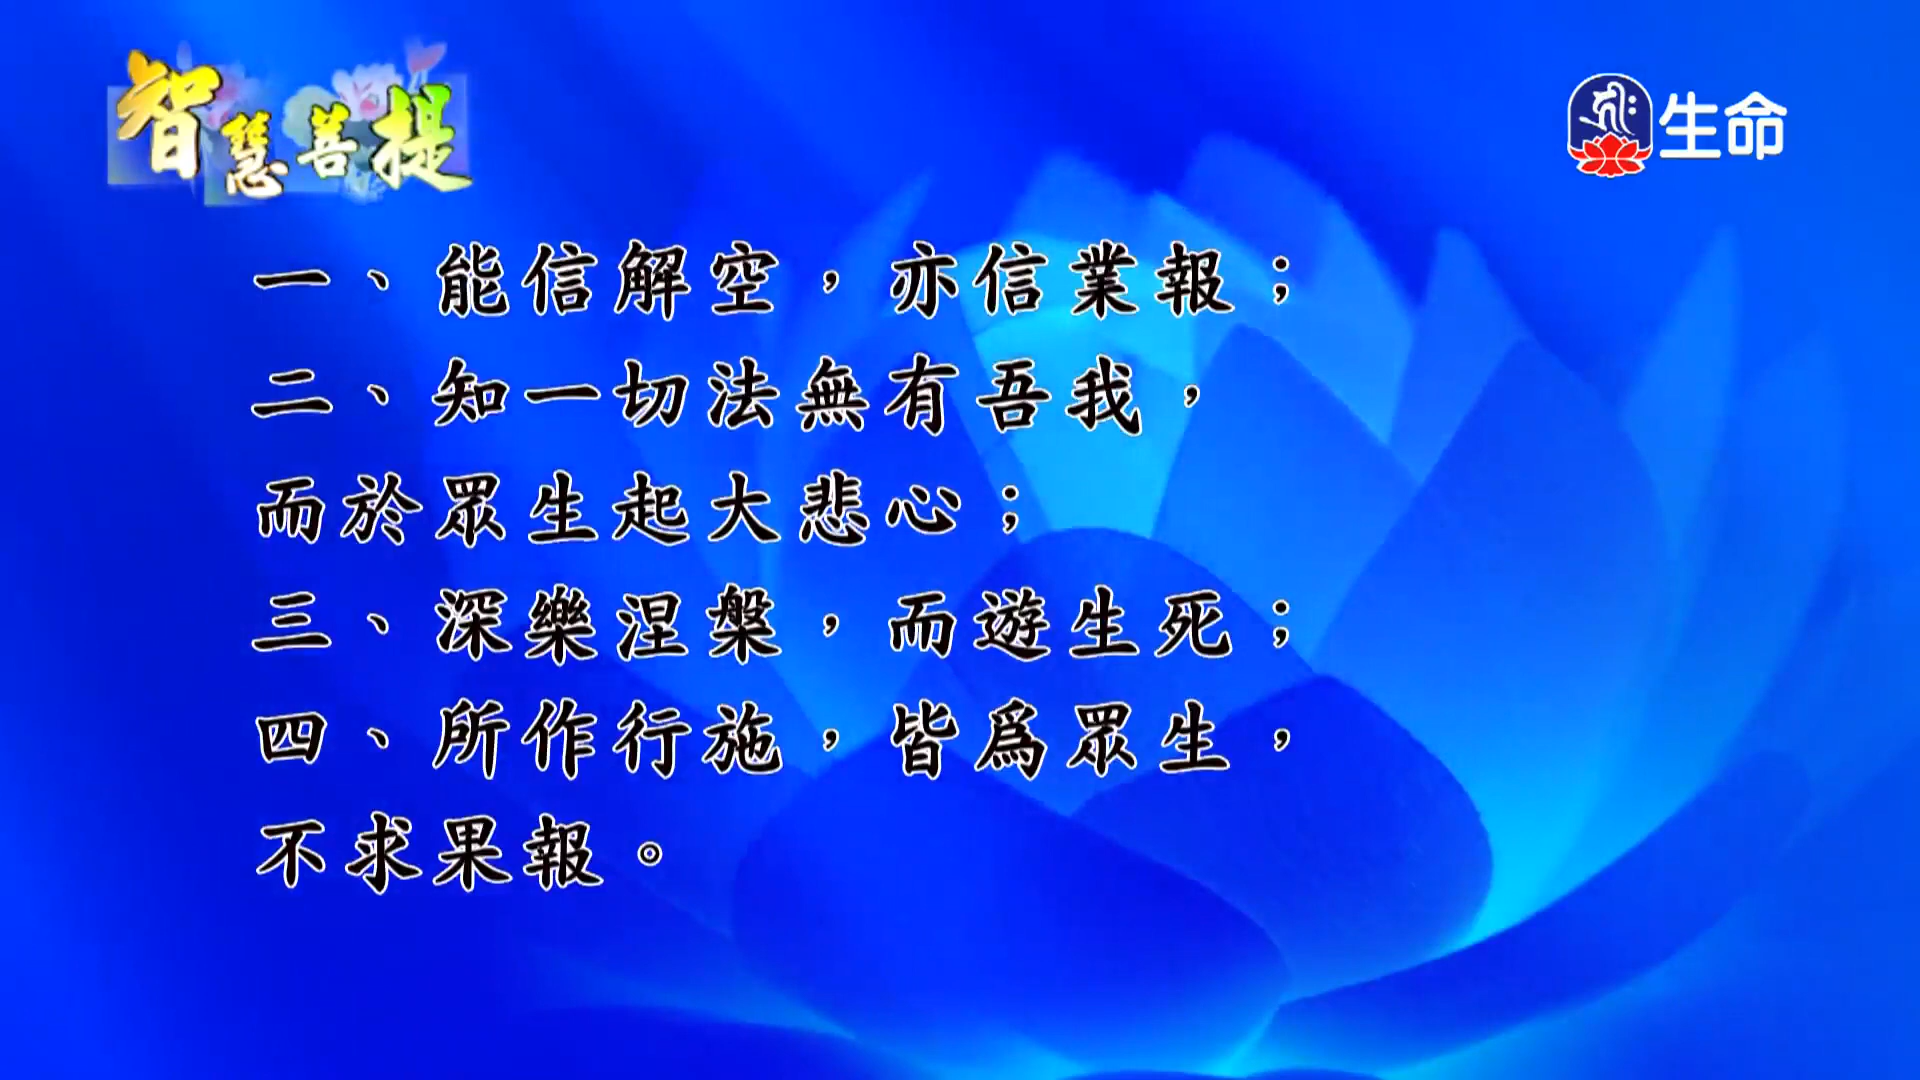 智慧菩提
生命
一、能信解空，亦信業報；
二、知一切法無有吾我，
而於眾生起大悲心；
三、深樂涅槃，而遊生死；
四、所作行施，皆為眾生，
不求果報。